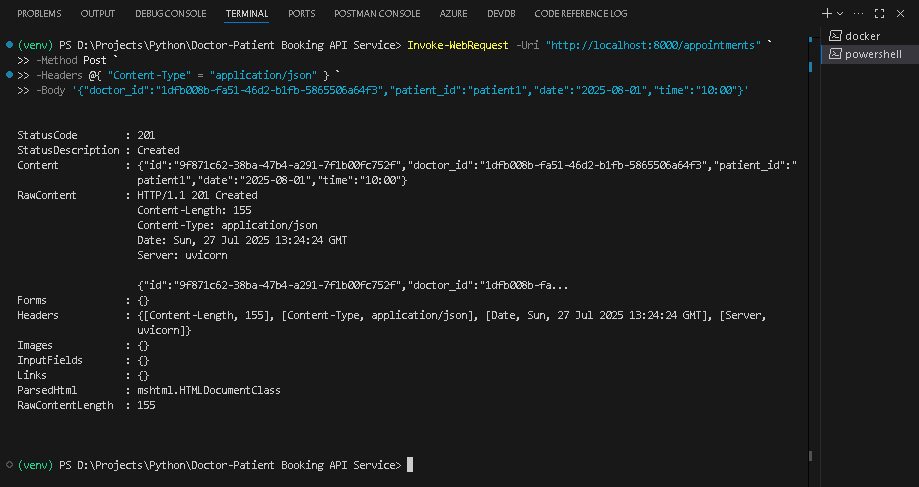 PROBLEMS OUTPUT DEBUG CONSOLE TERMINAL PORTS POSTMAN CONSOLE AZURE DEVDB CODE REFERENCE LOG
docker
powershell
(venv) PS D:\Projects\Python\Doctor-Patient Booking API Service> Invoke-WebRequest -Uri "http://localhost:8000/appointments" `
>> -Method Post `
>> -Headers @{ "Content-Type" = "application/json" } `
>> -Body '{"doctor_id":"1dfb008b-fa51-46d2-b1fb-5865506a64f3","patient_id":"patient1","date":"2025-08-01","time":"10:00"}'
StatusCode : 201
StatusDescription : Created
Content : {"id":"9f871c62-38ba-47b4-a291-7f1b00fc752f","doctor_id":"1dfb008b-fa51-46d2-b1fb-5865506a64f3","patient_id":"
patient1","date":"2025-08-01","time":"10:00"}
RawContent : HTTP/1.1 201 Created
Content-Length: 155
Content-Type: application/json
Date: Sun, 27 Jul 2025 13:24:24 GMT
Server: uvicorn
{"id":"9f871c62-38ba-47b4-a291-7f1b00fc752f","doctor_id":"1dfb008b-fa...
Forms : {}
Headers : {[Content-Length, 155], [Content-Type, application/json], [Date, Sun, 27 Jul 2025 13:24:24 GMT], [Server,
uvicorn]}
Images : {}
InputFields : {}
Links : {}
ParsedHtml : mshtml.HTMLDocumentClass
RawContentLength : 155
(venv) PS D:\Projects\Python\Doctor-Patient Booking API Service>